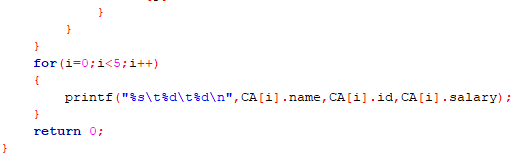 }
}
}
for(i=0;i<5;i++)
{
printf("%s\t%d\t%d\n",CA[i].name,CA[i].id,CA[i].salary);
}
return 0;
}